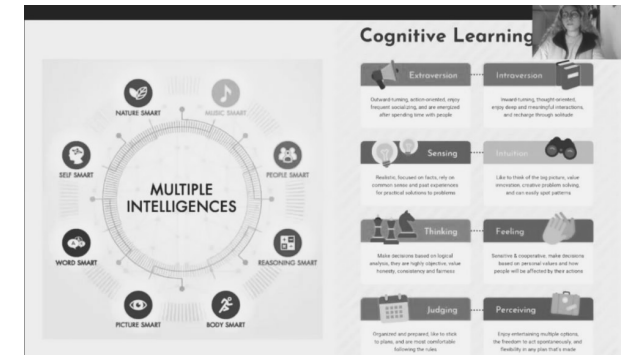 Cognitive Learning
MULTIPLE
INTELLIGENCES
NATURE SMART
MUSIC SMART
SELF SMART
PEOPLE SMART
WORD SMART
REASONING SMART
PICTURE SMART
BODY SMART
Extraversion
Outward turning, action-oriented, enjoy
frequent socializing, and are energized
after spending time with people
Introversion
Inward turning, thought-oriented,
enjoy deep and meaningful interactions,
and recharge through solitude
Sensing
Realistic, focused on facts, rely on
common sense and past experiences
for practical solutions to problems
Intuition
Like to think of the big picture, value
innovation, creative problem solving,
and can easily spot patterns
Thinking
Make decisions based on logical
analysis, they are highly objective, value
honesty, consistency and fairness
Feeling
Sensitive & cooperative, make decisions
based on personal values and how
people will be affected by their actions
Judging
Organized and prepared, like to stick
to plans, and are most comfortable
following the rules
Perceiving
Enjoy entertaining multiple options,
the freedom to act spontaneously, and
flexibility in any plan that's made